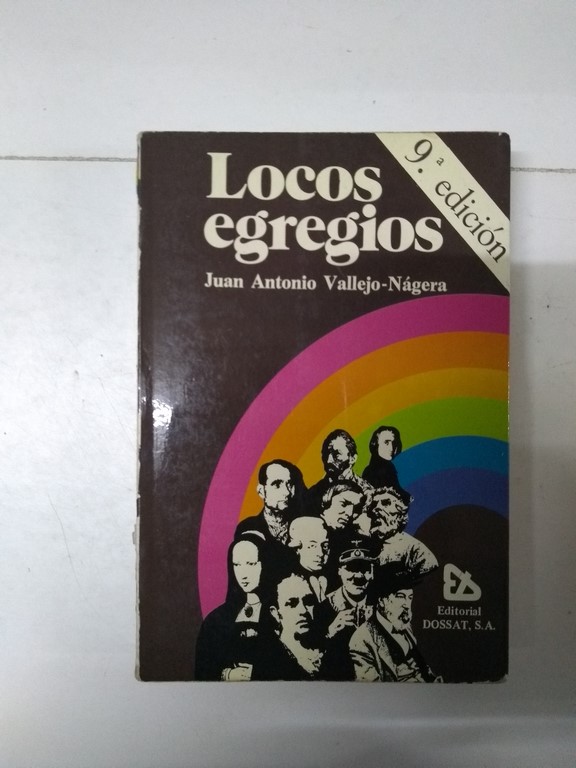 Locos
egregios
Juan Antonio Vallejo-Nágera
9.ª edición
Editorial
DOSSAT, S.A.